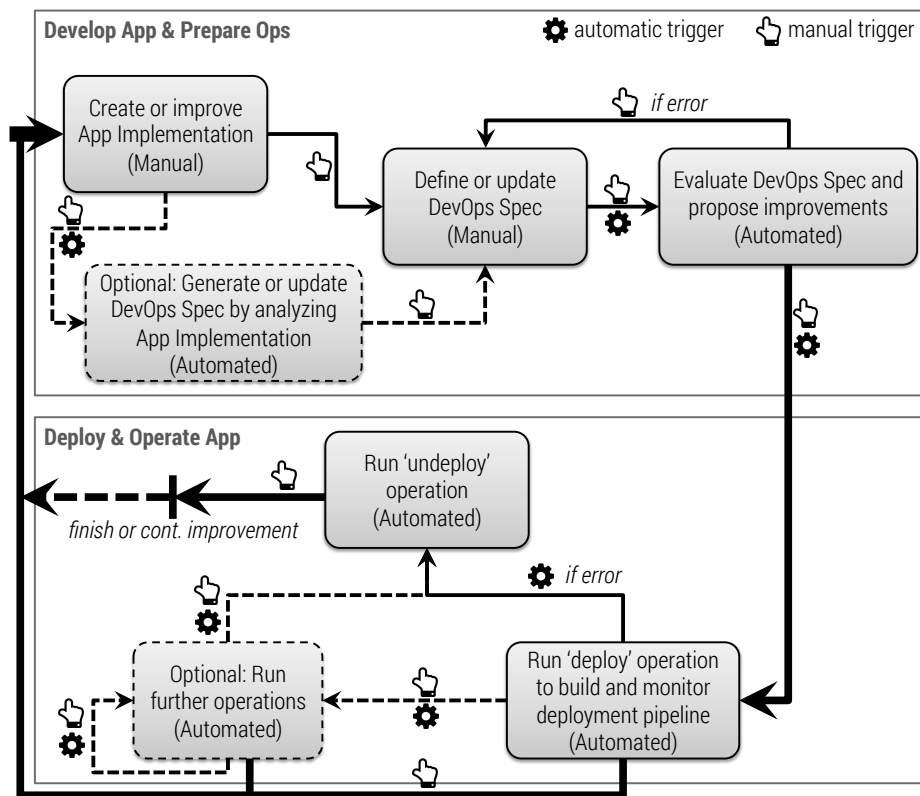 Develop App & Prepare Ops
automatic trigger
manual trigger
Create or improve
App Implementation
(Manual)
if error
Define or update
DevOps Spec
(Manual)
Evaluate DevOps Spec and
propose improvements
(Automated)
Optional: Generate or update
DevOps Spec by analyzing
App Implementation
(Automated)
Deploy & Operate App
Run ‘undeploy’
operation
(Automated)
finish or cont. improvement
if error
Optional: Run
further operations
(Automated)
Run ‘deploy’ operation
to build and monitor
deployment pipeline
(Automated)